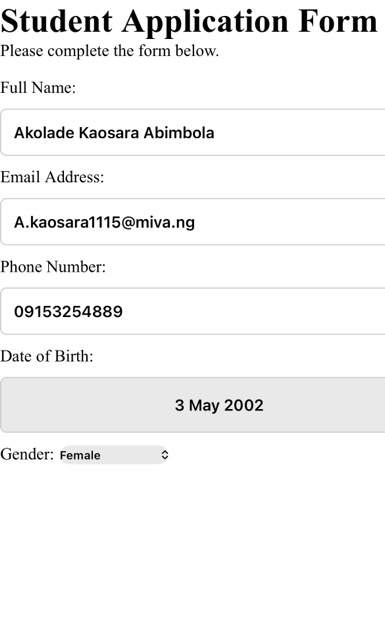 Student Application Form
Please complete the form below.
Full Name:
Akolade Kaosara Abimbola
Email Address:
A.kaosara1115@miva.ng
Phone Number:
09153254889
Date of Birth:
3 May 2002
Gender: Female